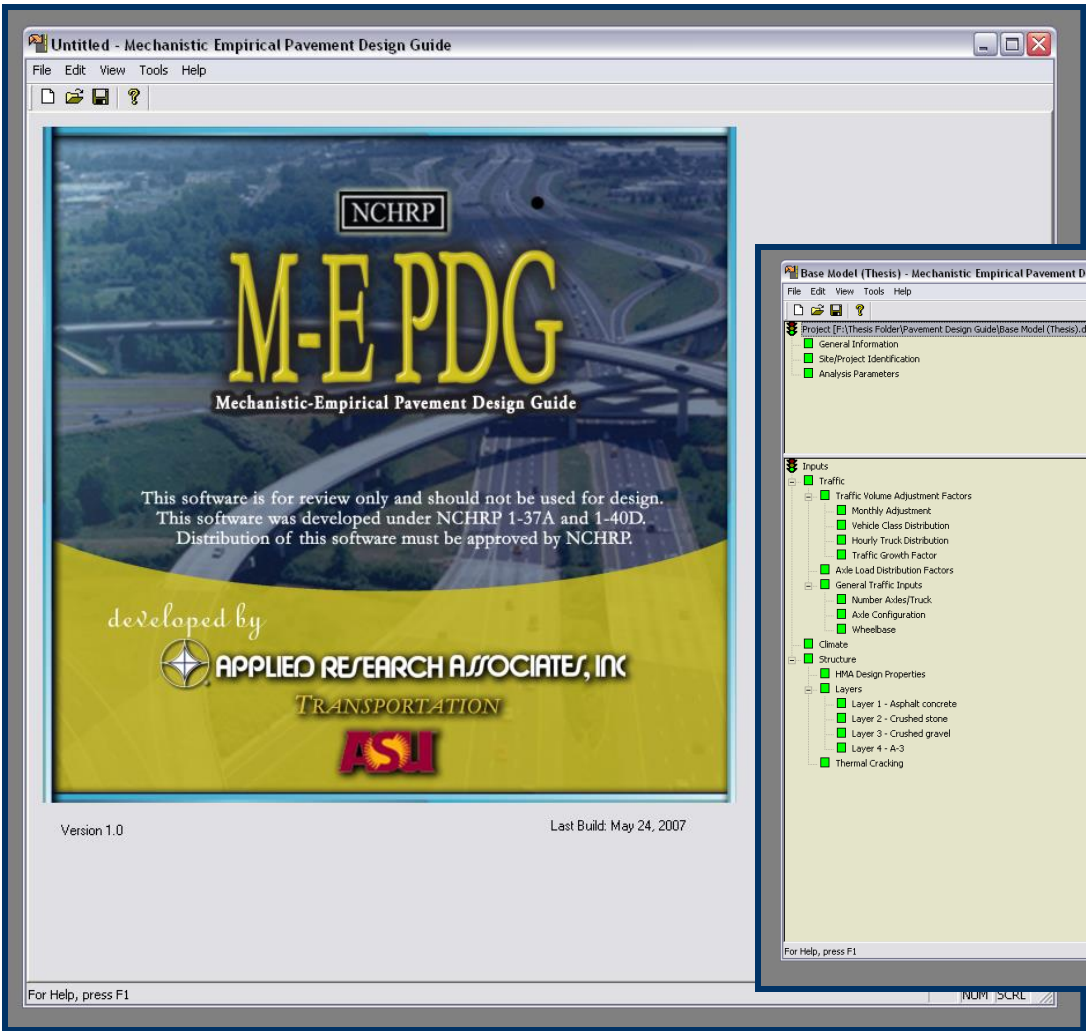 Untitled - Mechanistic Empirical Pavement Design Guide
File Edit View Tools Help
NCHRP
M-E PDG
Mechanistic-Empirical Pavement Design Guide
This software is for review only and should not be used for design.
This software was developed under NCHRP 1-37A and 1-40D.
Distribution of this software must be approved by NCHRP.
developed by
APPLIED RESEARCH ASSOCIATES, INC
TRANSPORTATION
ASU
Version 1.0
Last Build: May 24, 2007
For Help, press F1
NUM SCRL
Base Model (Thesis) - Mechanistic Empirical Pavement D
File Edit View Tools Help
Project [F:\Thesis Folder\Pavement Design Guide\Base Model (Thesis).d
General Information
Site/Project Identification
Analysis Parameters
Inputs
Traffic
Traffic Volume Adjustment Factors
Monthly Adjustment
Vehicle Class Distribution
Hourly Truck Distribution
Traffic Growth Factor
Axle Load Distribution Factors
General Traffic Inputs
Number Axles/Truck
Axle Configuration
Wheelbase
Climate
Structure
HMA Design Properties
Layers
Layer 1 - Asphalt concrete
Layer 2 - Crushed stone
Layer 3 - Crushed gravel
Layer 4 - A-3
Thermal Cracking
For Help, press F1